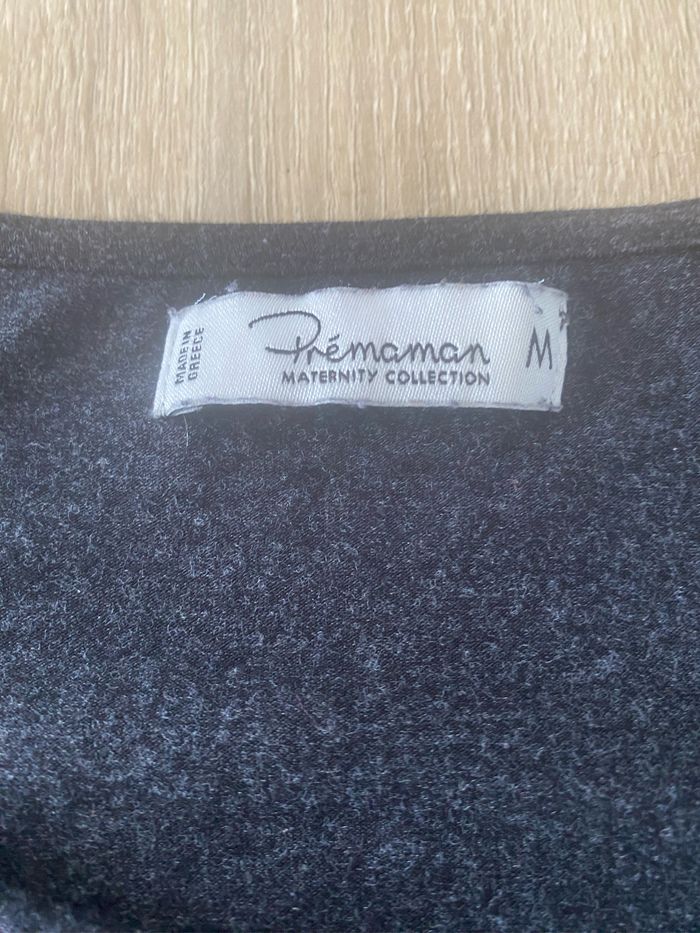 MADE IN
GREECE
Prémaman
MATERNITY COLLECTION
M